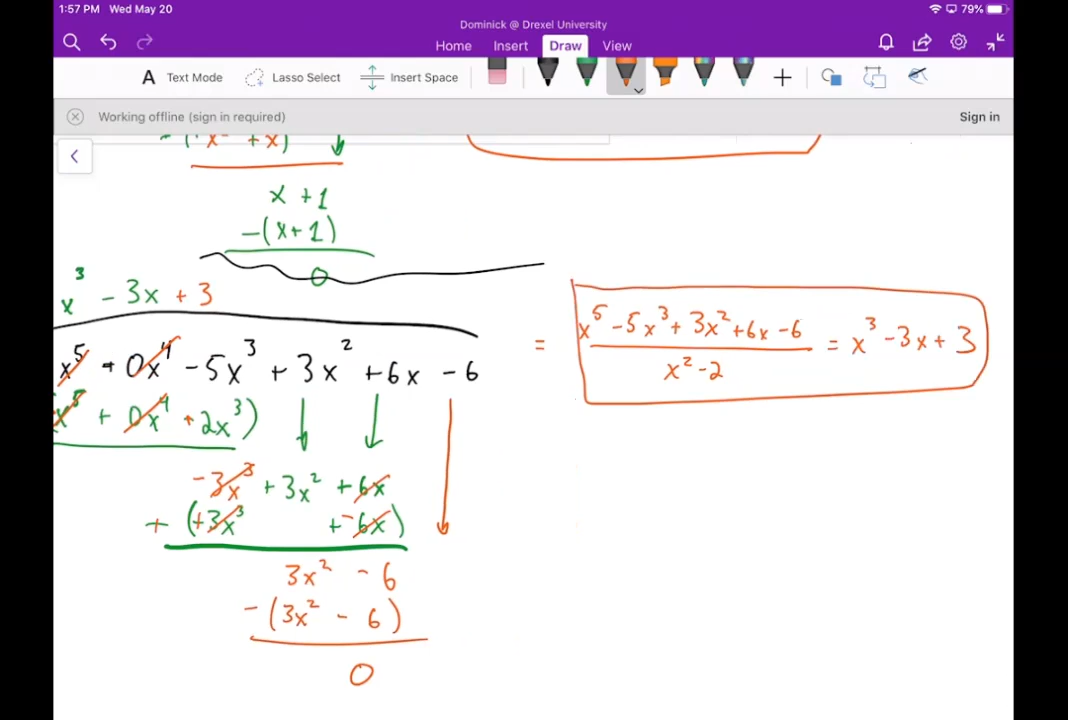 1:57 PM Wed May 20
79%
Dominick @ Drexel University
Home Insert Draw View
A Text Mode Lasso Select Insert Space
Working offline (sign in required) Sign in
+ x)
x + 1
-(x + 1)
0
x³ - 3x + 3
x⁵ + 0x⁴ - 5x³ + 3x² + 6x - 6
x⁵ + 0x⁴ + 2x³)
-3x³ + 3x² + 6x
+ (+3x³ + -6x)
3x² - 6
-(3x² - 6)
0
= x⁵ - 5x³ + 3x² + 6x - 6
x² - 2
= x³ - 3x + 3